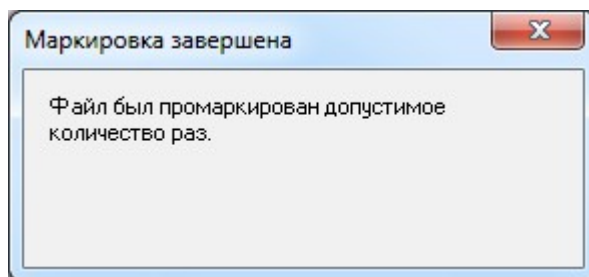 Маркировка завершена
Файл был промаркирован допустимое
количество раз.